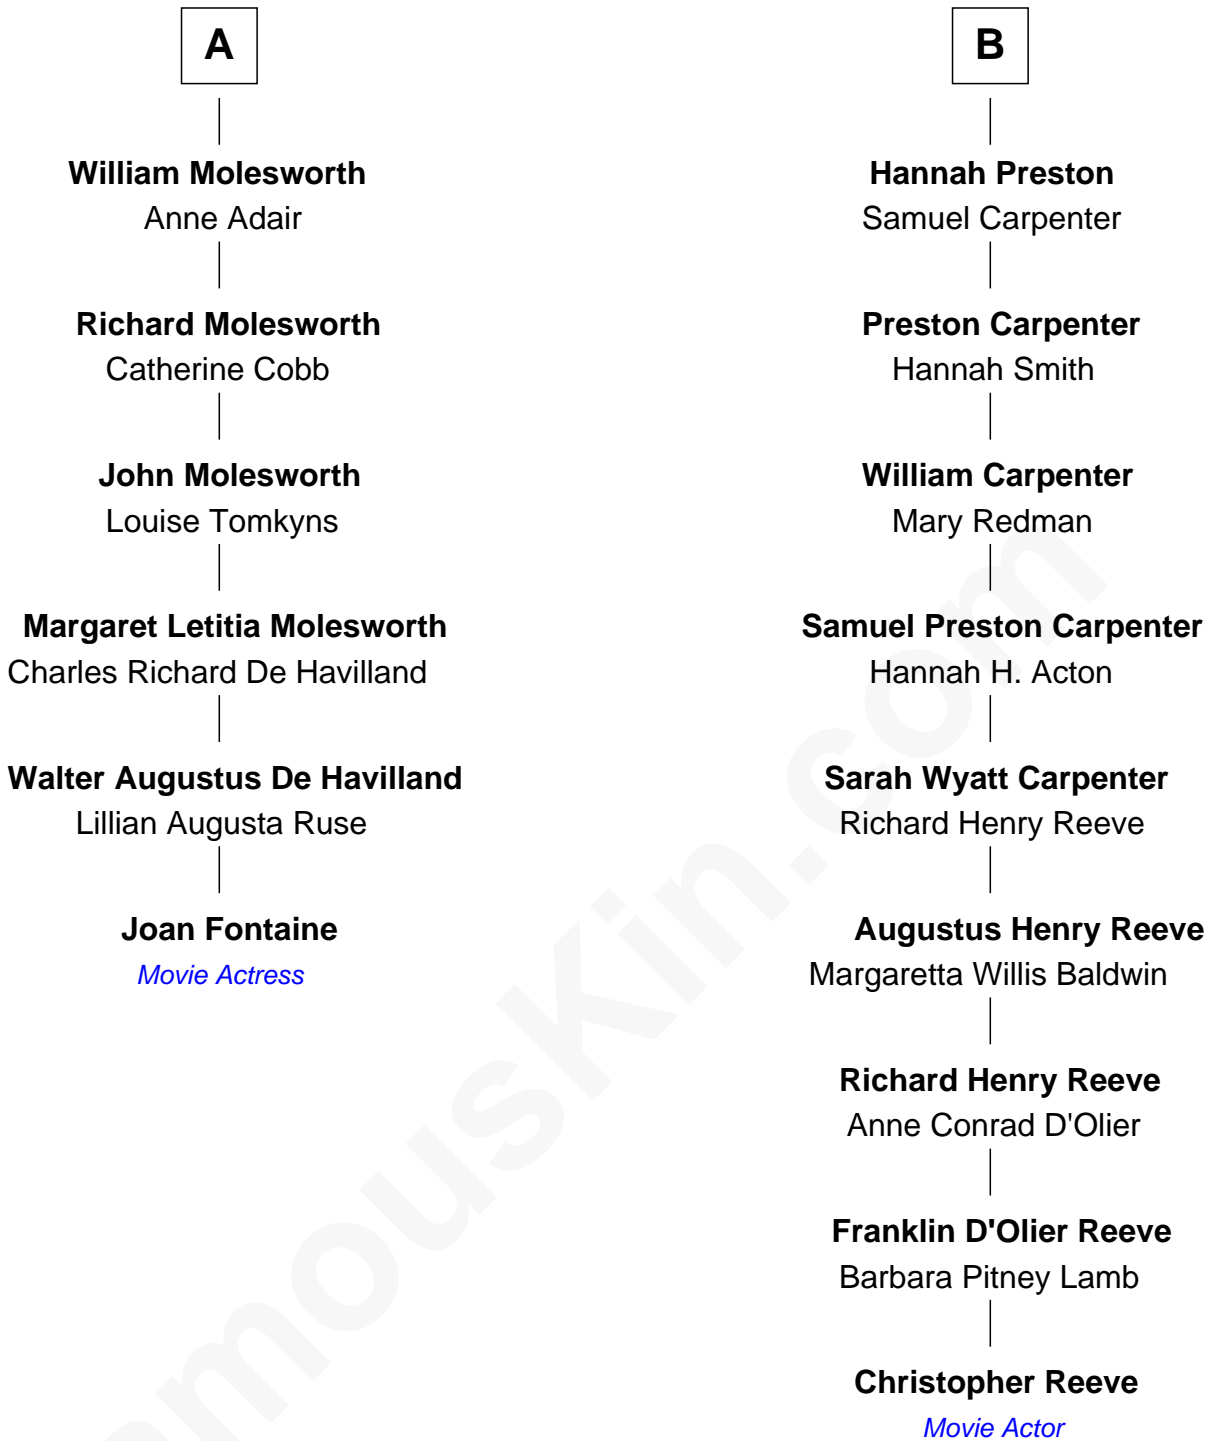 A
William Molesworth
Anne Adair
Richard Molesworth
Catherine Cobb
John Molesworth
Louise Tomkyns
Margaret Letitia Molesworth
Charles Richard De Havilland
Walter Augustus De Havilland
Lillian Augusta Ruse
Joan Fontaine
Movie Actress
B
Hannah Preston
Samuel Carpenter
Preston Carpenter
Hannah Smith
William Carpenter
Mary Redman
Samuel Preston Carpenter
Hannah H. Acton
Sarah Wyatt Carpenter
Richard Henry Reeve
Augustus Henry Reeve
Margaretta Willis Baldwin
Richard Henry Reeve
Anne Conrad D'Olier
Franklin D'Olier Reeve
Barbara Pitney Lamb
Christopher Reeve
Movie Actor
amouskin.com